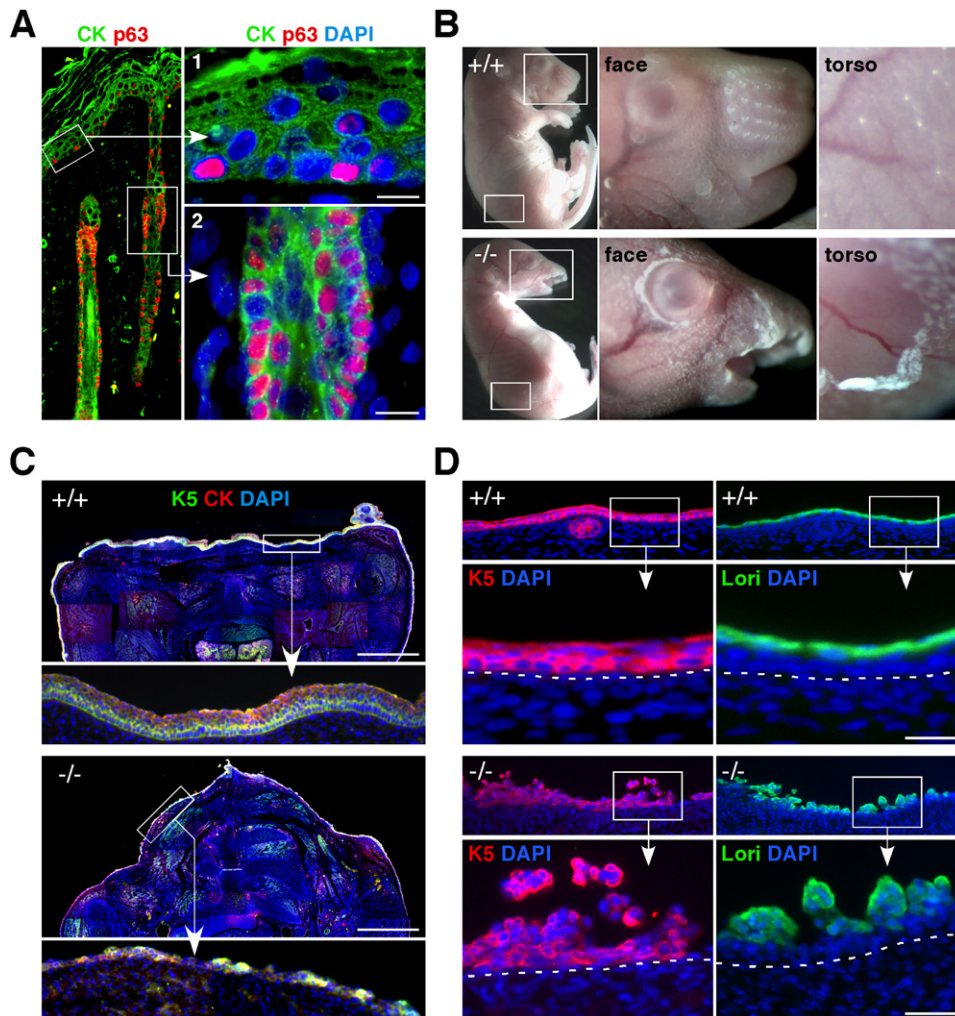 A
CK p63
CK p63 DAPI
1
2
B
+/+
face
torso
-/-
face
torso
C
+/+
K5 CK DAPI
-/-
D
+/+
+/+
K5 DAPI
Lori DAPI
-/-
-/-
K5 DAPI
Lori DAPI